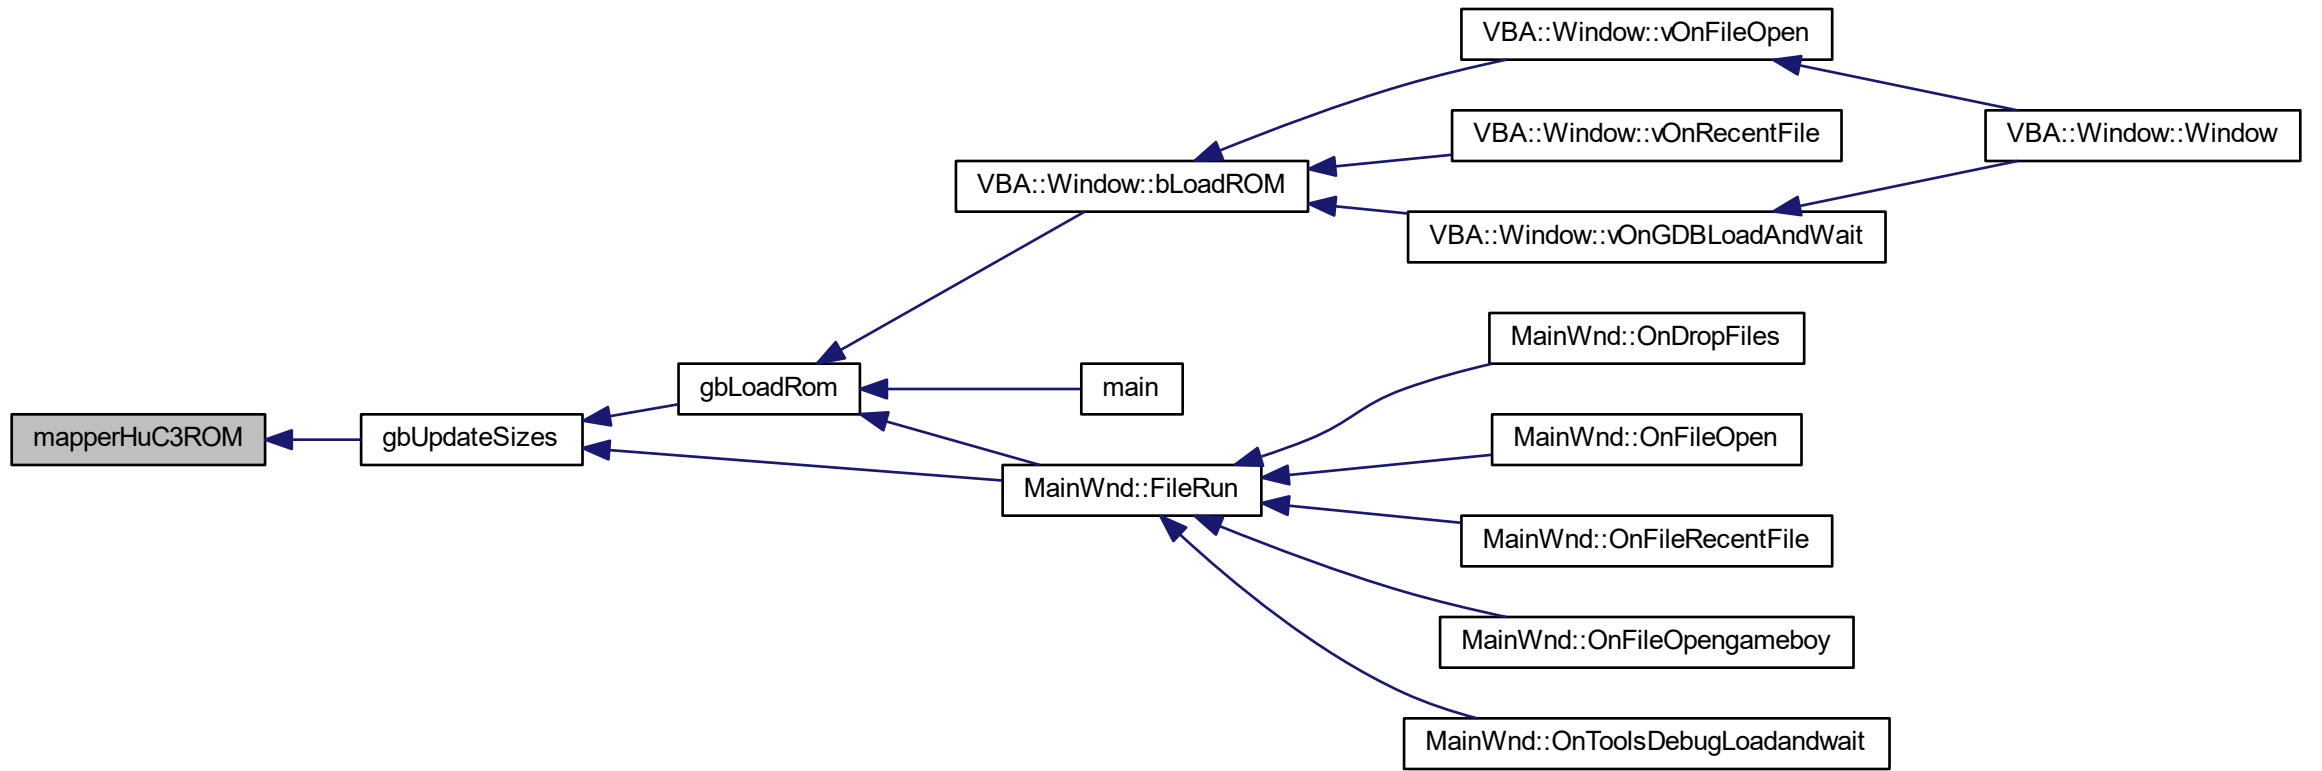 VBA::Window::vOnFileOpen
VBA::Window::vOnRecentFile
VBA::Window::Window
VBA::Window::bLoadROM
VBA::Window::vOnGDBLoadAndWait
MainWnd::OnDropFiles
gbLoadRom
main
mapperHuC3ROM
gbUpdateSizes
MainWnd::OnFileOpen
MainWnd::FileRun
MainWnd::OnFileRecentFile
MainWnd::OnFileOpengameboy
MainWnd::OnToolsDebugLoadandwait